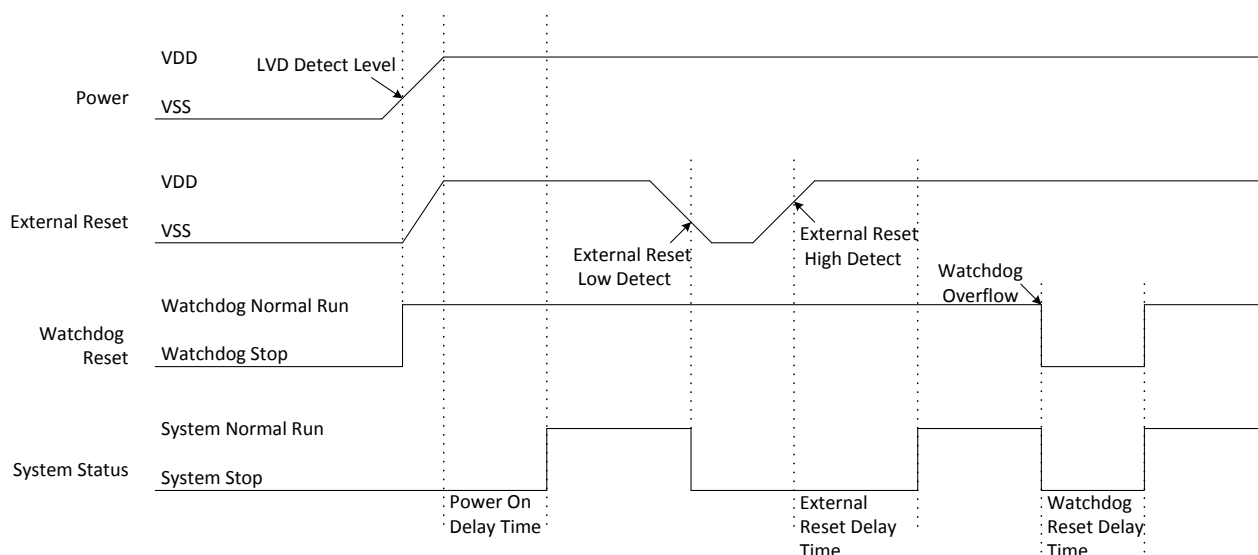 VDD
LVD Detect Level
Power
VSS
VDD
External Reset
VSS
External Reset
Low Detect
External Reset
High Detect
Watchdog
Overflow
Watchdog Normal Run
Watchdog
Reset
Watchdog Stop
System Normal Run
System Status
System Stop
Power On
Delay Time
External
Reset Delay
Time
Watchdog
Reset Delay
Time